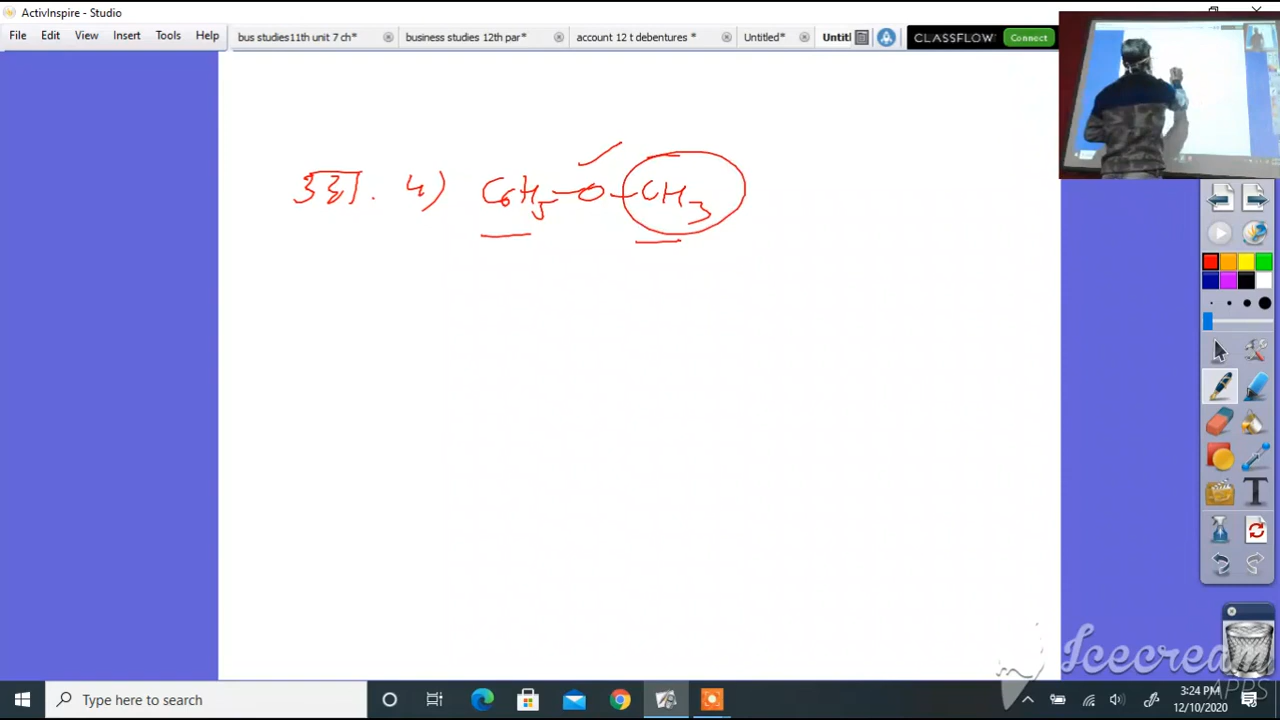 ActivInspire - Studio
File Edit View Insert Tools Help bus studies11th unit 7 ch* business studies 12th par* account 12 t debentures * Untitled* Untitl CLASSFLOW Connect
4) C6H5-O-CH3
Icecream
APPS
Type here to search
3:24 PM
12/10/2020